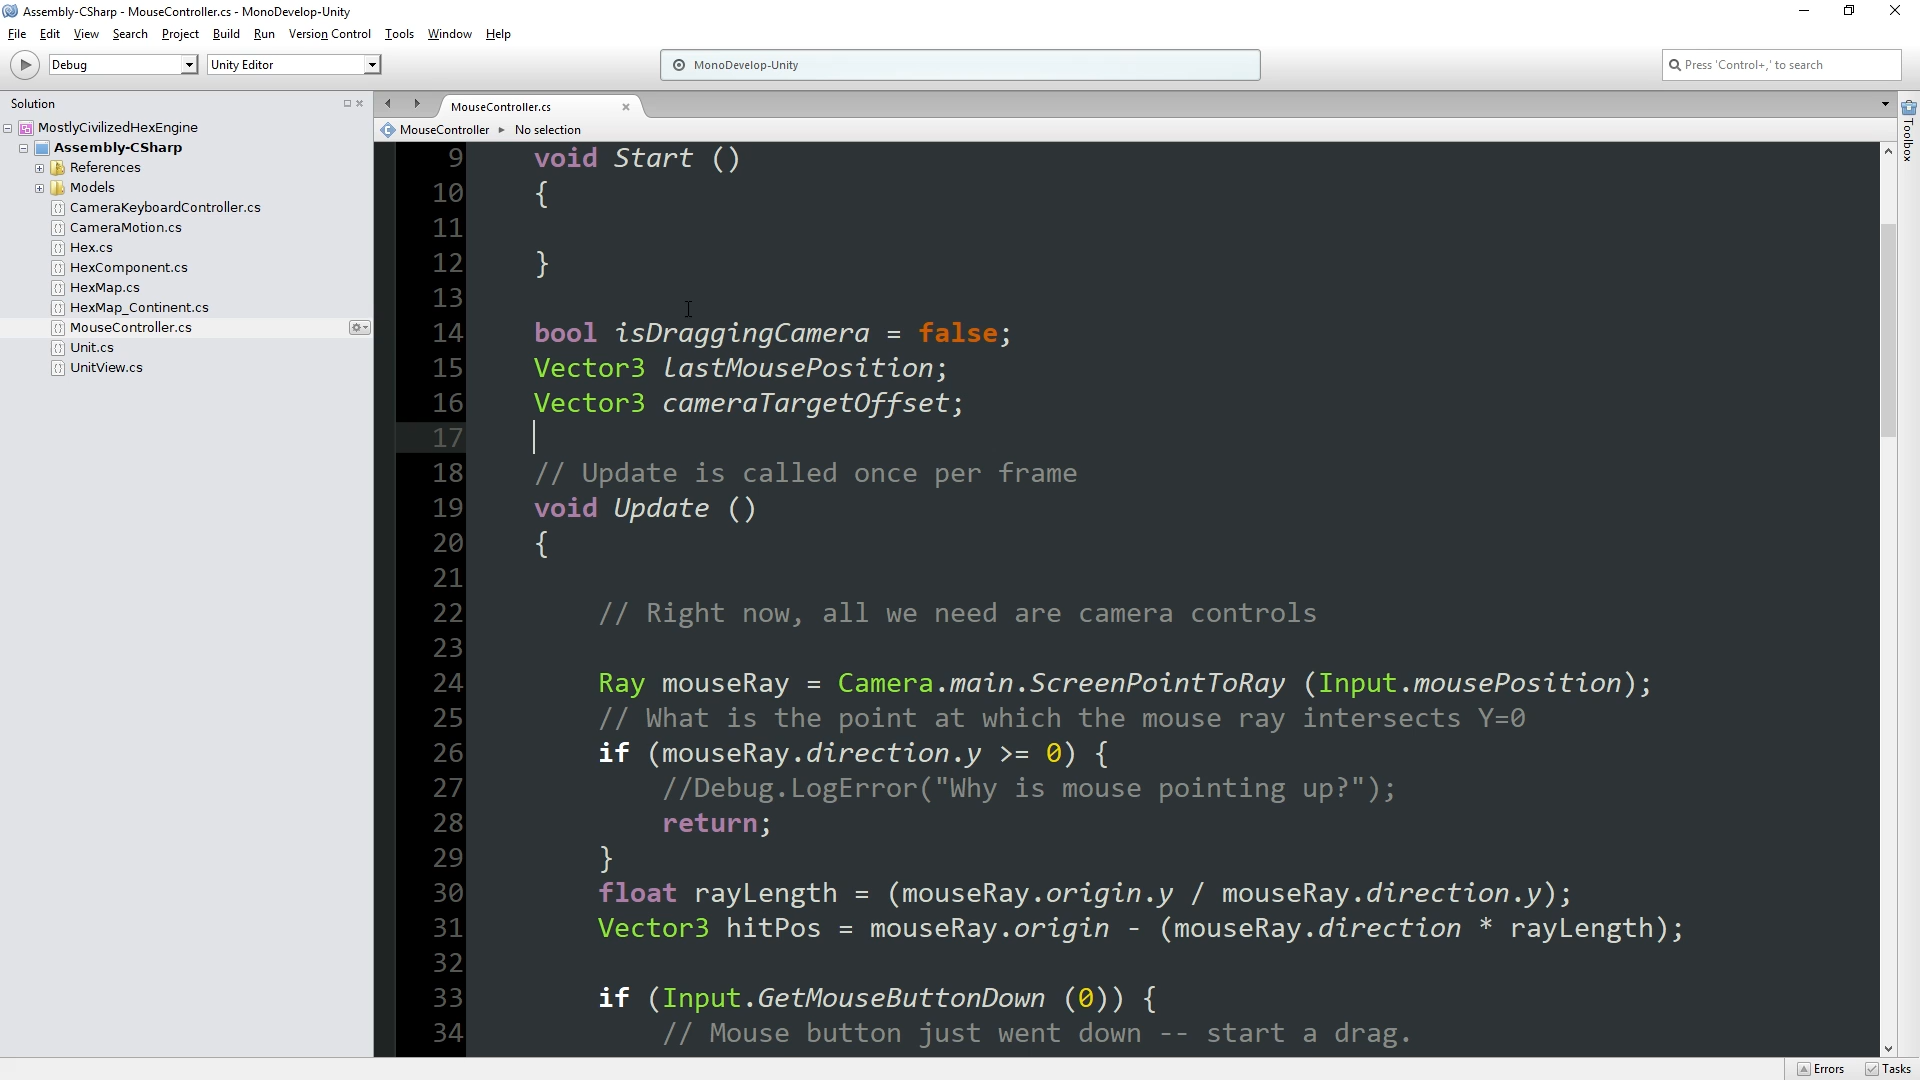 Assembly-CSharp - MouseController.cs - MonoDevelop-Unity
File Edit View Search Project Build Run Version Control Tools Window Help
Debug Unity Editor MonoDevelop-Unity Press 'Control+,' to search
Solution
MostlyCivilizedHexEngine
Assembly-CSharp
References
Models
CameraKeyboardController.cs
CameraMotion.cs
Hex.cs
HexComponent.cs
HexMap.cs
HexMap_Continent.cs
MouseController.cs
Unit.cs
UnitView.cs
MouseController.cs
MouseController No selection
9 void Start ()
10 {
11
12 }
13
14 bool isDraggingCamera = false;
15 Vector3 lastMousePosition;
16 Vector3 cameraTargetOffset;
17
18 // Update is called once per frame
19 void Update ()
20 {
21
22 // Right now, all we need are camera controls
23
24 Ray mouseRay = Camera.main.ScreenPointToRay (Input.mousePosition);
25 // What is the point at which the mouse ray intersects Y=0
26 if (mouseRay.direction.y >= 0) {
27 //Debug.LogError("Why is mouse pointing up?");
28 return;
29 }
30 float rayLength = (mouseRay.origin.y / mouseRay.direction.y);
31 Vector3 hitPos = mouseRay.origin - (mouseRay.direction * rayLength);
32
33 if (Input.GetMouseButtonDown (0)) {
34 // Mouse button just went down -- start a drag.
Toolbox
Errors Tasks